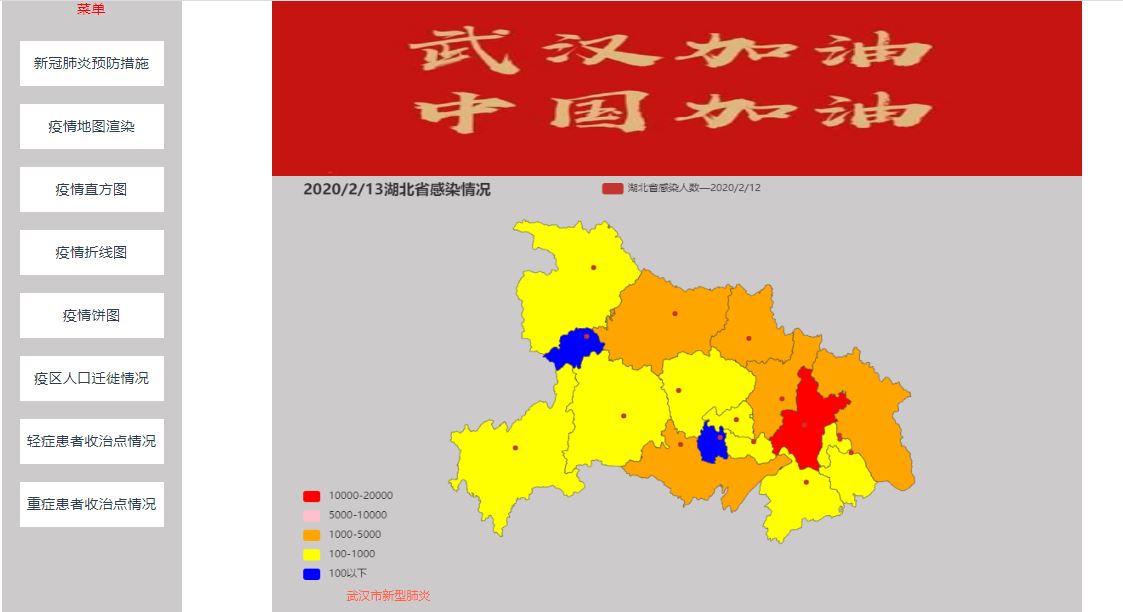 菜单
新冠肺炎预防措施
疫情地图渲染
疫情直方图
疫情折线图
疫情饼图
疫区人口迁徙情况
轻症患者收治点情况
重症患者收治点情况
武汉加油
中国加油
2020/2/13湖北省感染情况
湖北省感染人数—2020/2/12
10000-20000
5000-10000
1000-5000
100-1000
100以下
武汉市新型肺炎